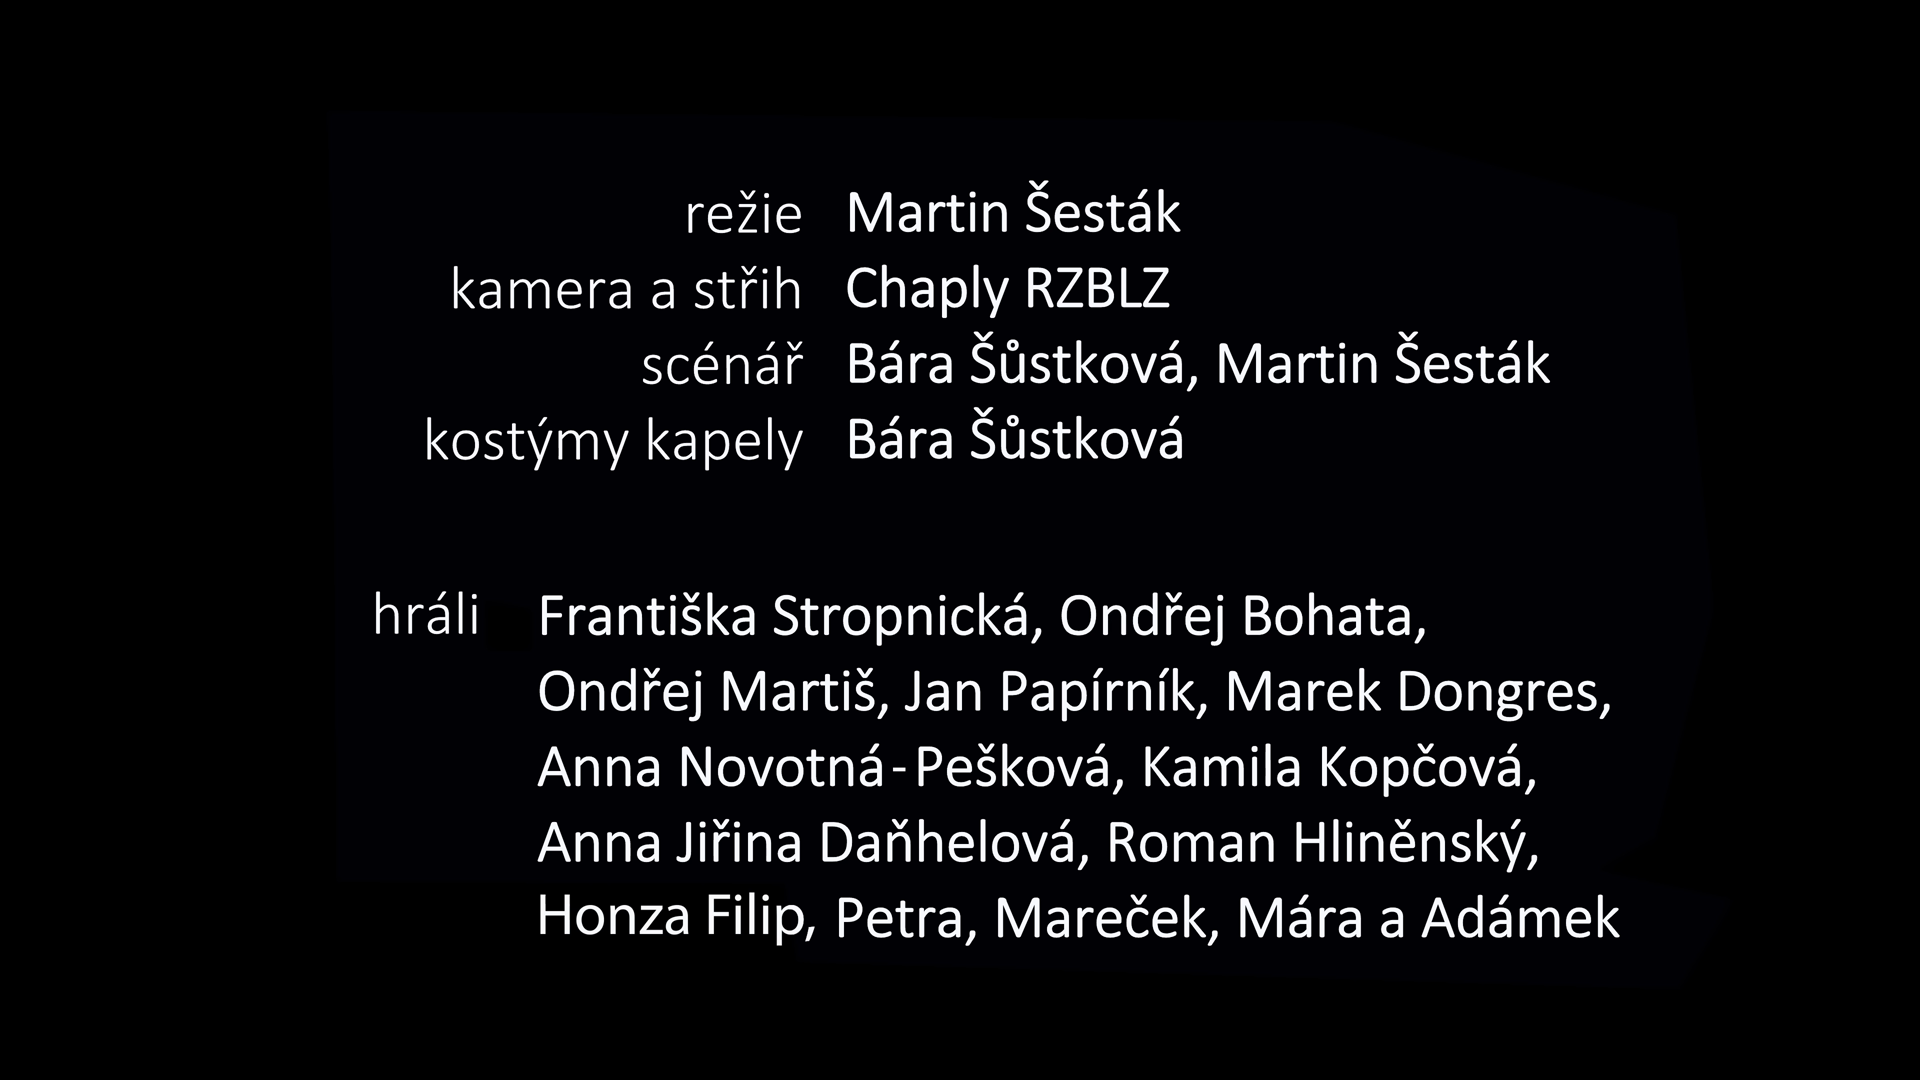 režie Martin Šesták
kamera a střih Chaply RZBLZ
scénář Bára Šůstková, Martin Šesták
kostýmy kapely Bára Šůstková
hráli Františka Stropnická, Ondřej Bohata,
Ondřej Martiš, Jan Papírník, Marek Dongres,
Anna Novotná-Pešková, Kamila Kopčová,
Anna Jiřina Daňhelová, Roman Hliněnský,
Honza Filip, Petra, Mareček, Mára a Adámek